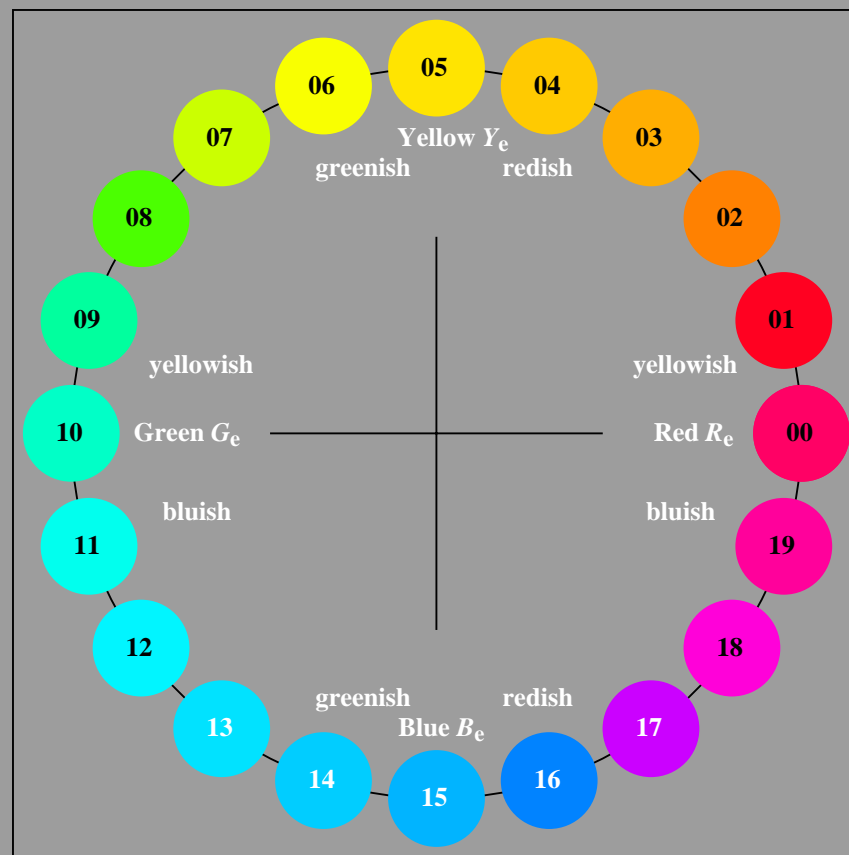 06 05 04
07 Yellow Ye 03
greenish redish
08 02
09 01
yellowish yellowish
10 Green Ge Red Re 00
bluish bluish
11 19
12 18
greenish redish
13 Blue Be 17
14 15 16